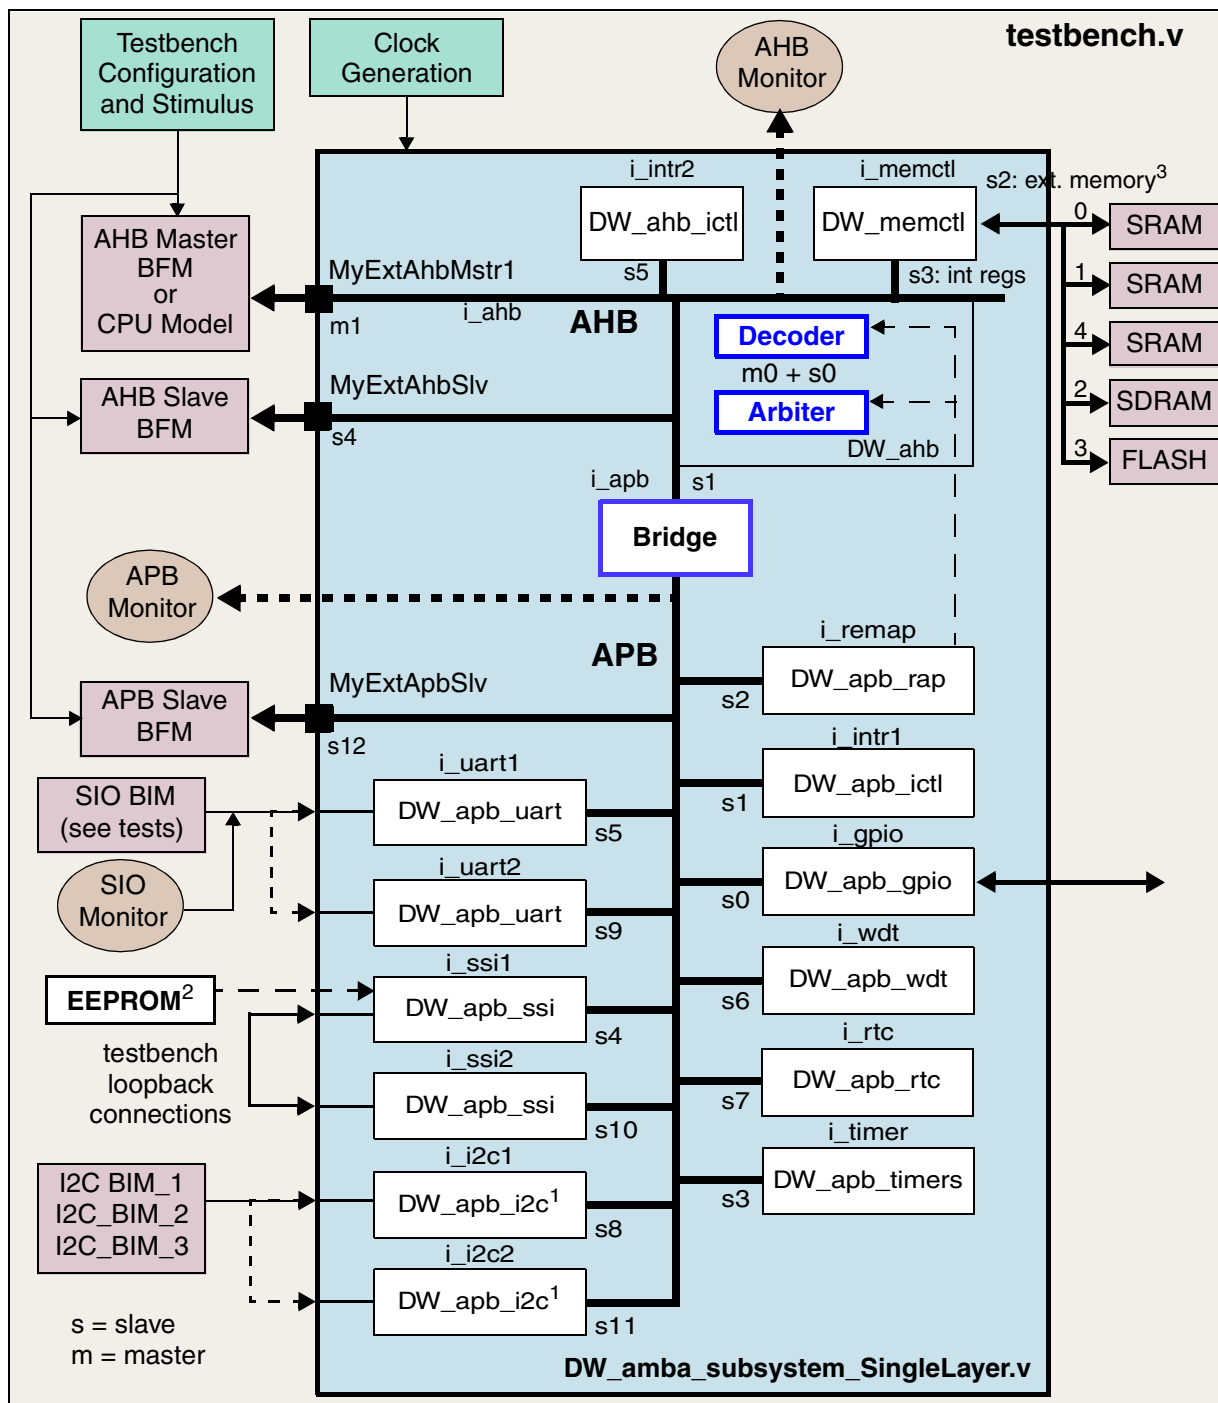 testbench.v
Testbench
Configuration
and Stimulus
Clock
Generation
AHB
Monitor
i_intr2
DW_ahb_ictl
s5
i_memctl
DW_memctl
s3: int regs
s2: ext. memory3
0
SRAM
1
SRAM
4
SRAM
2
SDRAM
3
FLASH
AHB Master
BFM
or
CPU Model
MyExtAhbMstr1
m1
i_ahb
AHB
Decoder
m0 + s0
Arbiter
DW_ahb
AHB Slave
BFM
MyExtAhbSlv
s4
i_apb
s1
Bridge
APB
Monitor
APB
i_remap
DW_apb_rap
s2
APB Slave
BFM
MyExtApbSlv
s12
i_intr1
DW_apb_ictl
s1
SIO BIM
(see tests)
SIO
Monitor
i_uart1
DW_apb_uart
s5
i_gpio
DW_apb_gpio
s0
i_uart2
DW_apb_uart
s9
i_wdt
DW_apb_wdt
s6
EEPROM2
i_ssi1
DW_apb_ssi
s4
testbench
loopback
connections
i_rtc
DW_apb_rtc
s7
i_ssi2
DW_apb_ssi
s10
i_timer
DW_apb_timers
s3
I2C BIM_1
I2C_BIM_2
I2C_BIM_3
i_i2c1
DW_apb_i2c1
s8
i_i2c2
DW_apb_i2c1
s11
s = slave
m = master
DW_amba_subsystem_SingleLayer.v